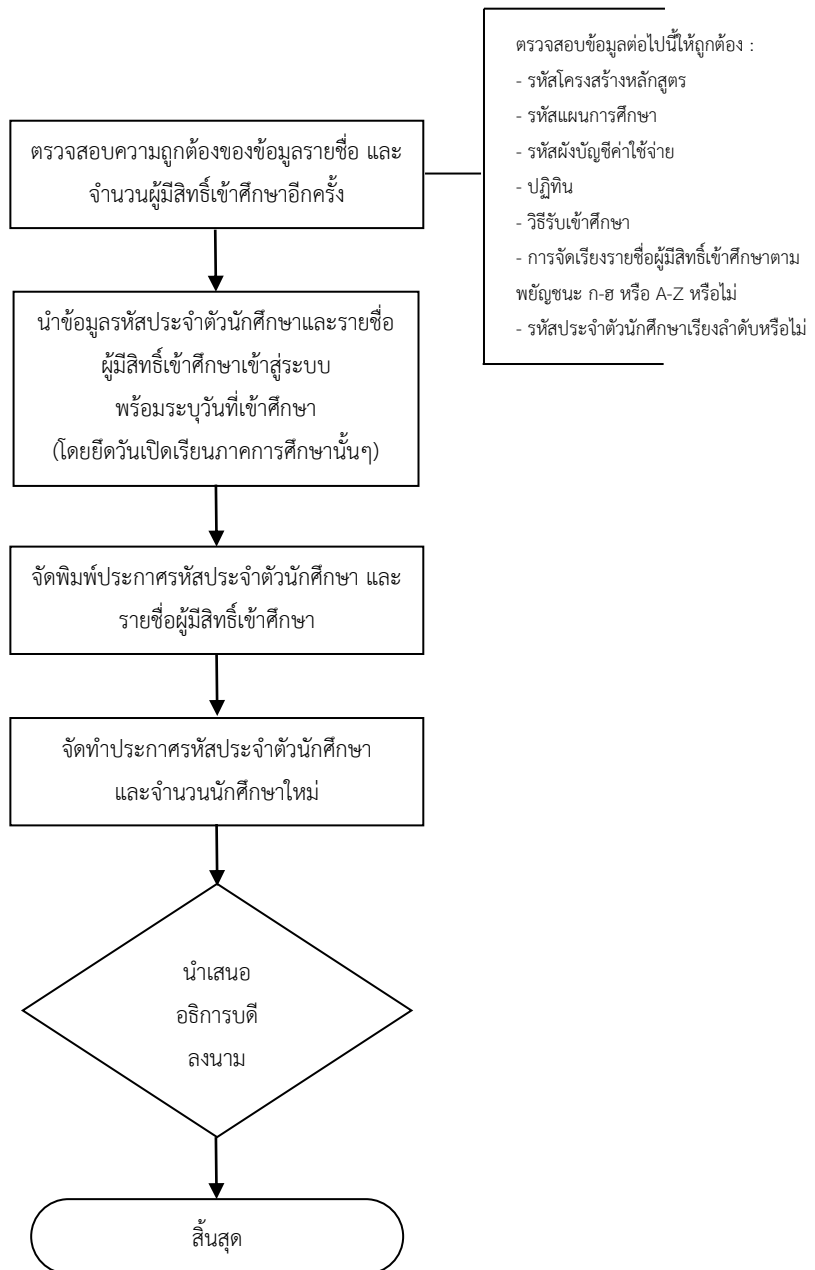 ตรวจสอบข้อมูลต่อไปนี้ให้ถูกต้อง :
- รหัสโครงสร้างหลักสูตร
- รหัสแผนการศึกษา
- รหัสผังบัญชีค่าใช้จ่าย
- ปฏิทิน
- วิธีรับเข้าศึกษา
- การจัดเรียงรายชื่อผู้มีสิทธิ์เข้าศึกษาตาม
พยัญชนะ ก-ฮ หรือ A-Z หรือไม่
- รหัสประจำตัวนักศึกษาเรียงลำดับหรือไม่
ตรวจสอบความถูกต้องของข้อมูลรายชื่อ และ
จำนวนผู้มีสิทธิ์เข้าศึกษาอีกครั้ง
นำข้อมูลรหัสประจำตัวนักศึกษาและรายชื่อ
ผู้มีสิทธิ์เข้าศึกษาเข้าสู่ระบบ
พร้อมระบุวันที่เข้าศึกษา
(โดยยึดวันเปิดเรียนภาคการศึกษานั้นๆ)
จัดพิมพ์ประกาศรหัสประจำตัวนักศึกษา และ
รายชื่อผู้มีสิทธิ์เข้าศึกษา
จัดทำประกาศรหัสประจำตัวนักศึกษา
และจำนวนนักศึกษาใหม่
นำเสนอ
อธิการบดี
ลงนาม
สิ้นสุด